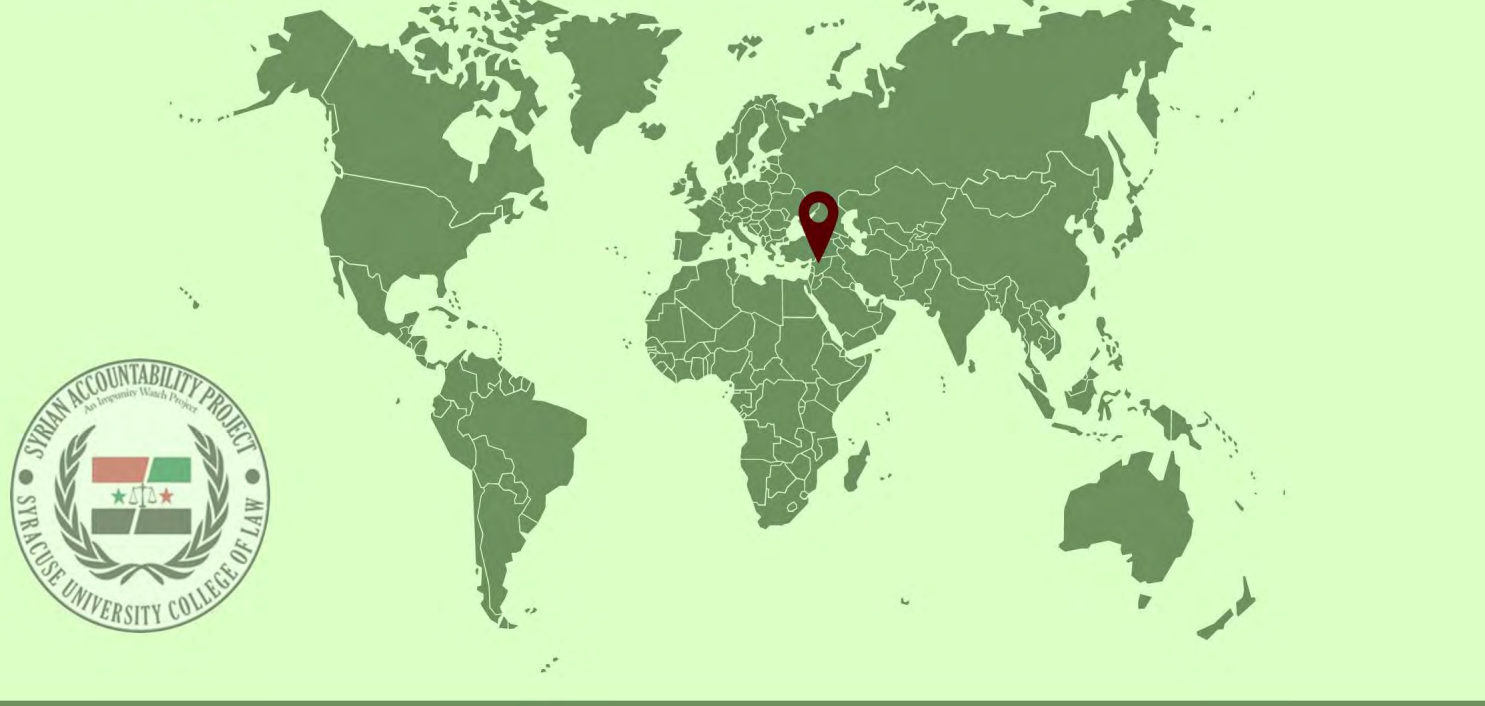 SYRIAN ACCOUNTABILITY PROJECT
An Impunity Watch Project
SYRACUSE UNIVERSITY COLLEGE OF LAW